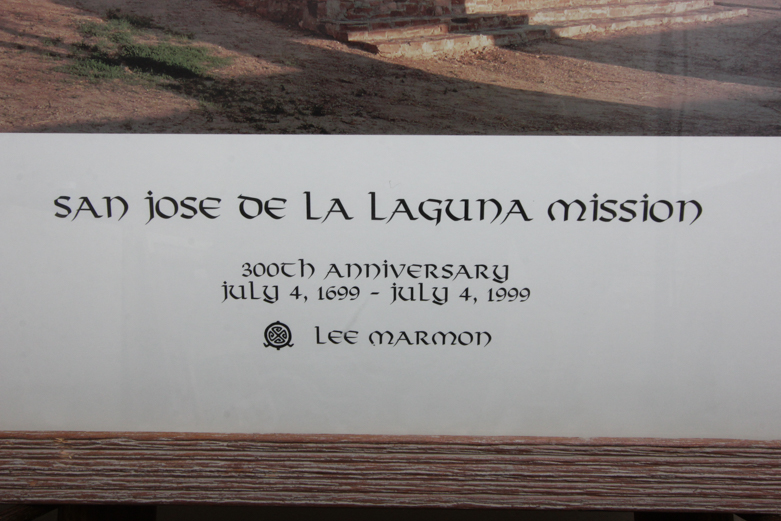 San Jose de la Laguna Mission
300th Anniversary
July 4, 1699 - July 4, 1999
Lee Marmon